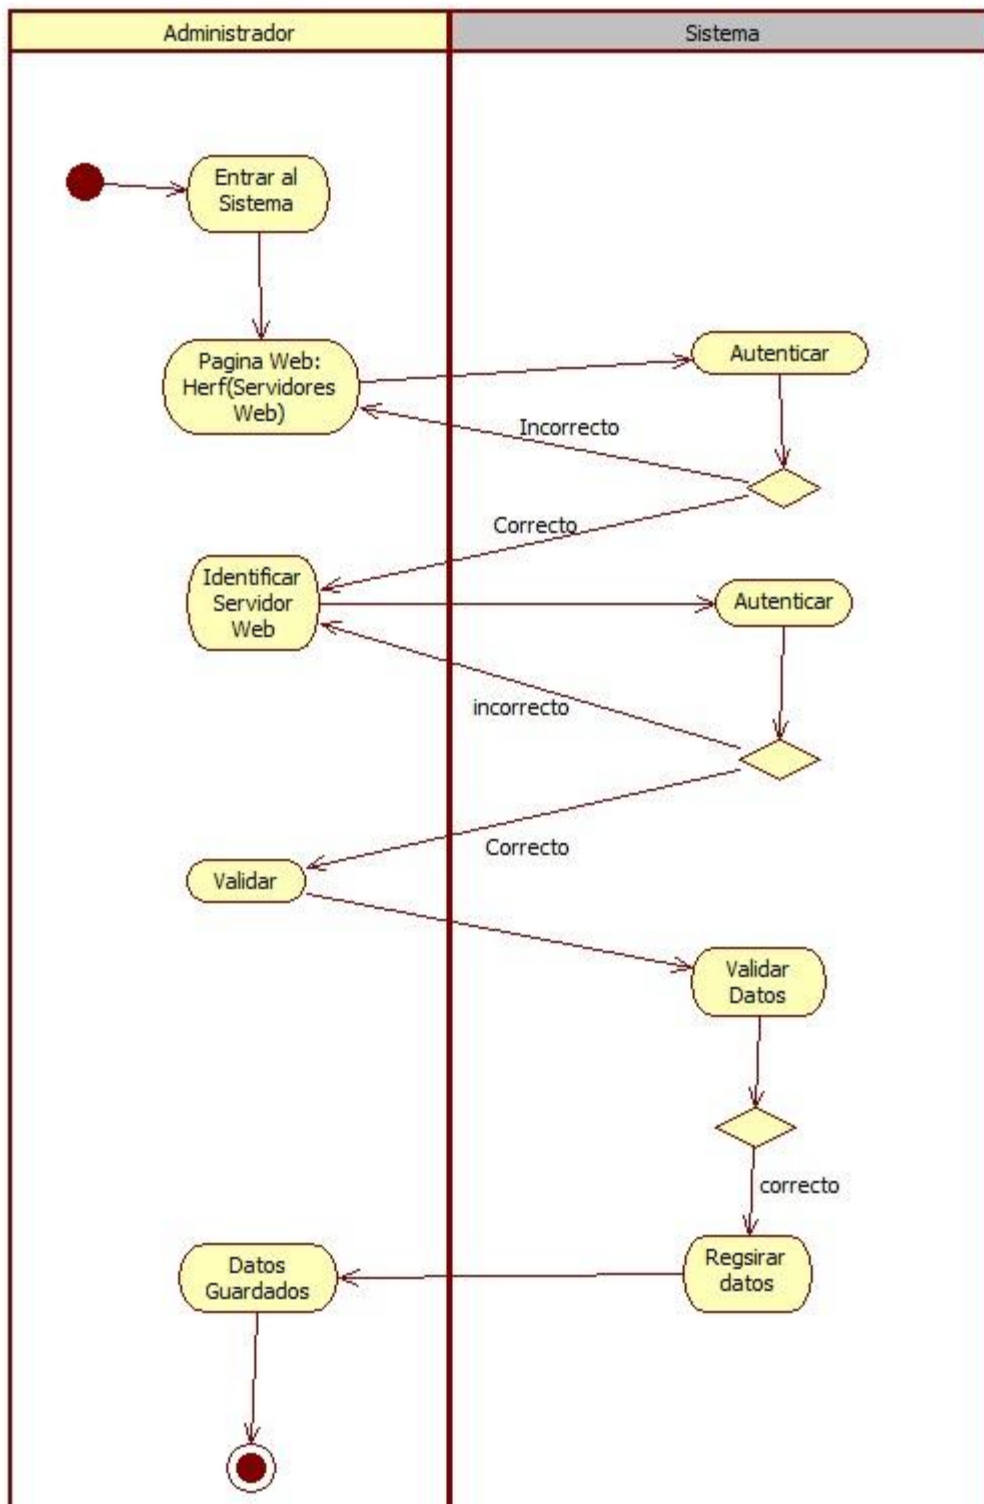 Administrador
Sistema
Entrar al
Sistema
Pagina Web:
Herf(Servidores
Web)
Autenticar
Incorrecto
Correcto
Identificar
Servidor
Web
Autenticar
incorrecto
Correcto
Validar
Validar
Datos
correcto
Regsirar
datos
Datos
Guardados